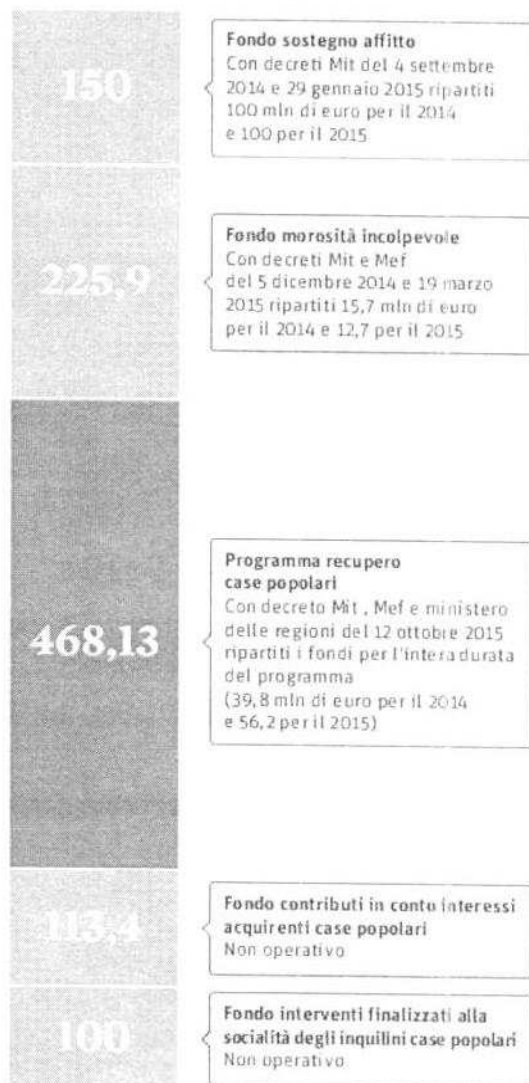 150
Fondo sostegno affitto
Con decreti Mit del 4 settembre
2014 e 29 gennaio 2015 ripartiti
100 mln di euro per il 2014
e 100 per il 2015
225,9
Fondo morosità incolpevole
Con decreti Mit e Mef
del 5 dicembre 2014 e 19 marzo
2015 ripartiti 15,7 mln di euro
per il 2014 e 12,7 per il 2015
468,13
Programma recupero
case popolari
Con decreto Mit , Mef e ministero
delle regioni del 12 ottobre 2015
ripartiti i fondi per l'intera durata
del programma
(39,8 mln di euro per il 2014
e 56,2 per il 2015)
113,4
Fondo contributi in conto interessi
acquirenti case popolari
Non operativo
100
Fondo interventi finalizzati alla
socialità degli inquilini case popolari
Non operativo